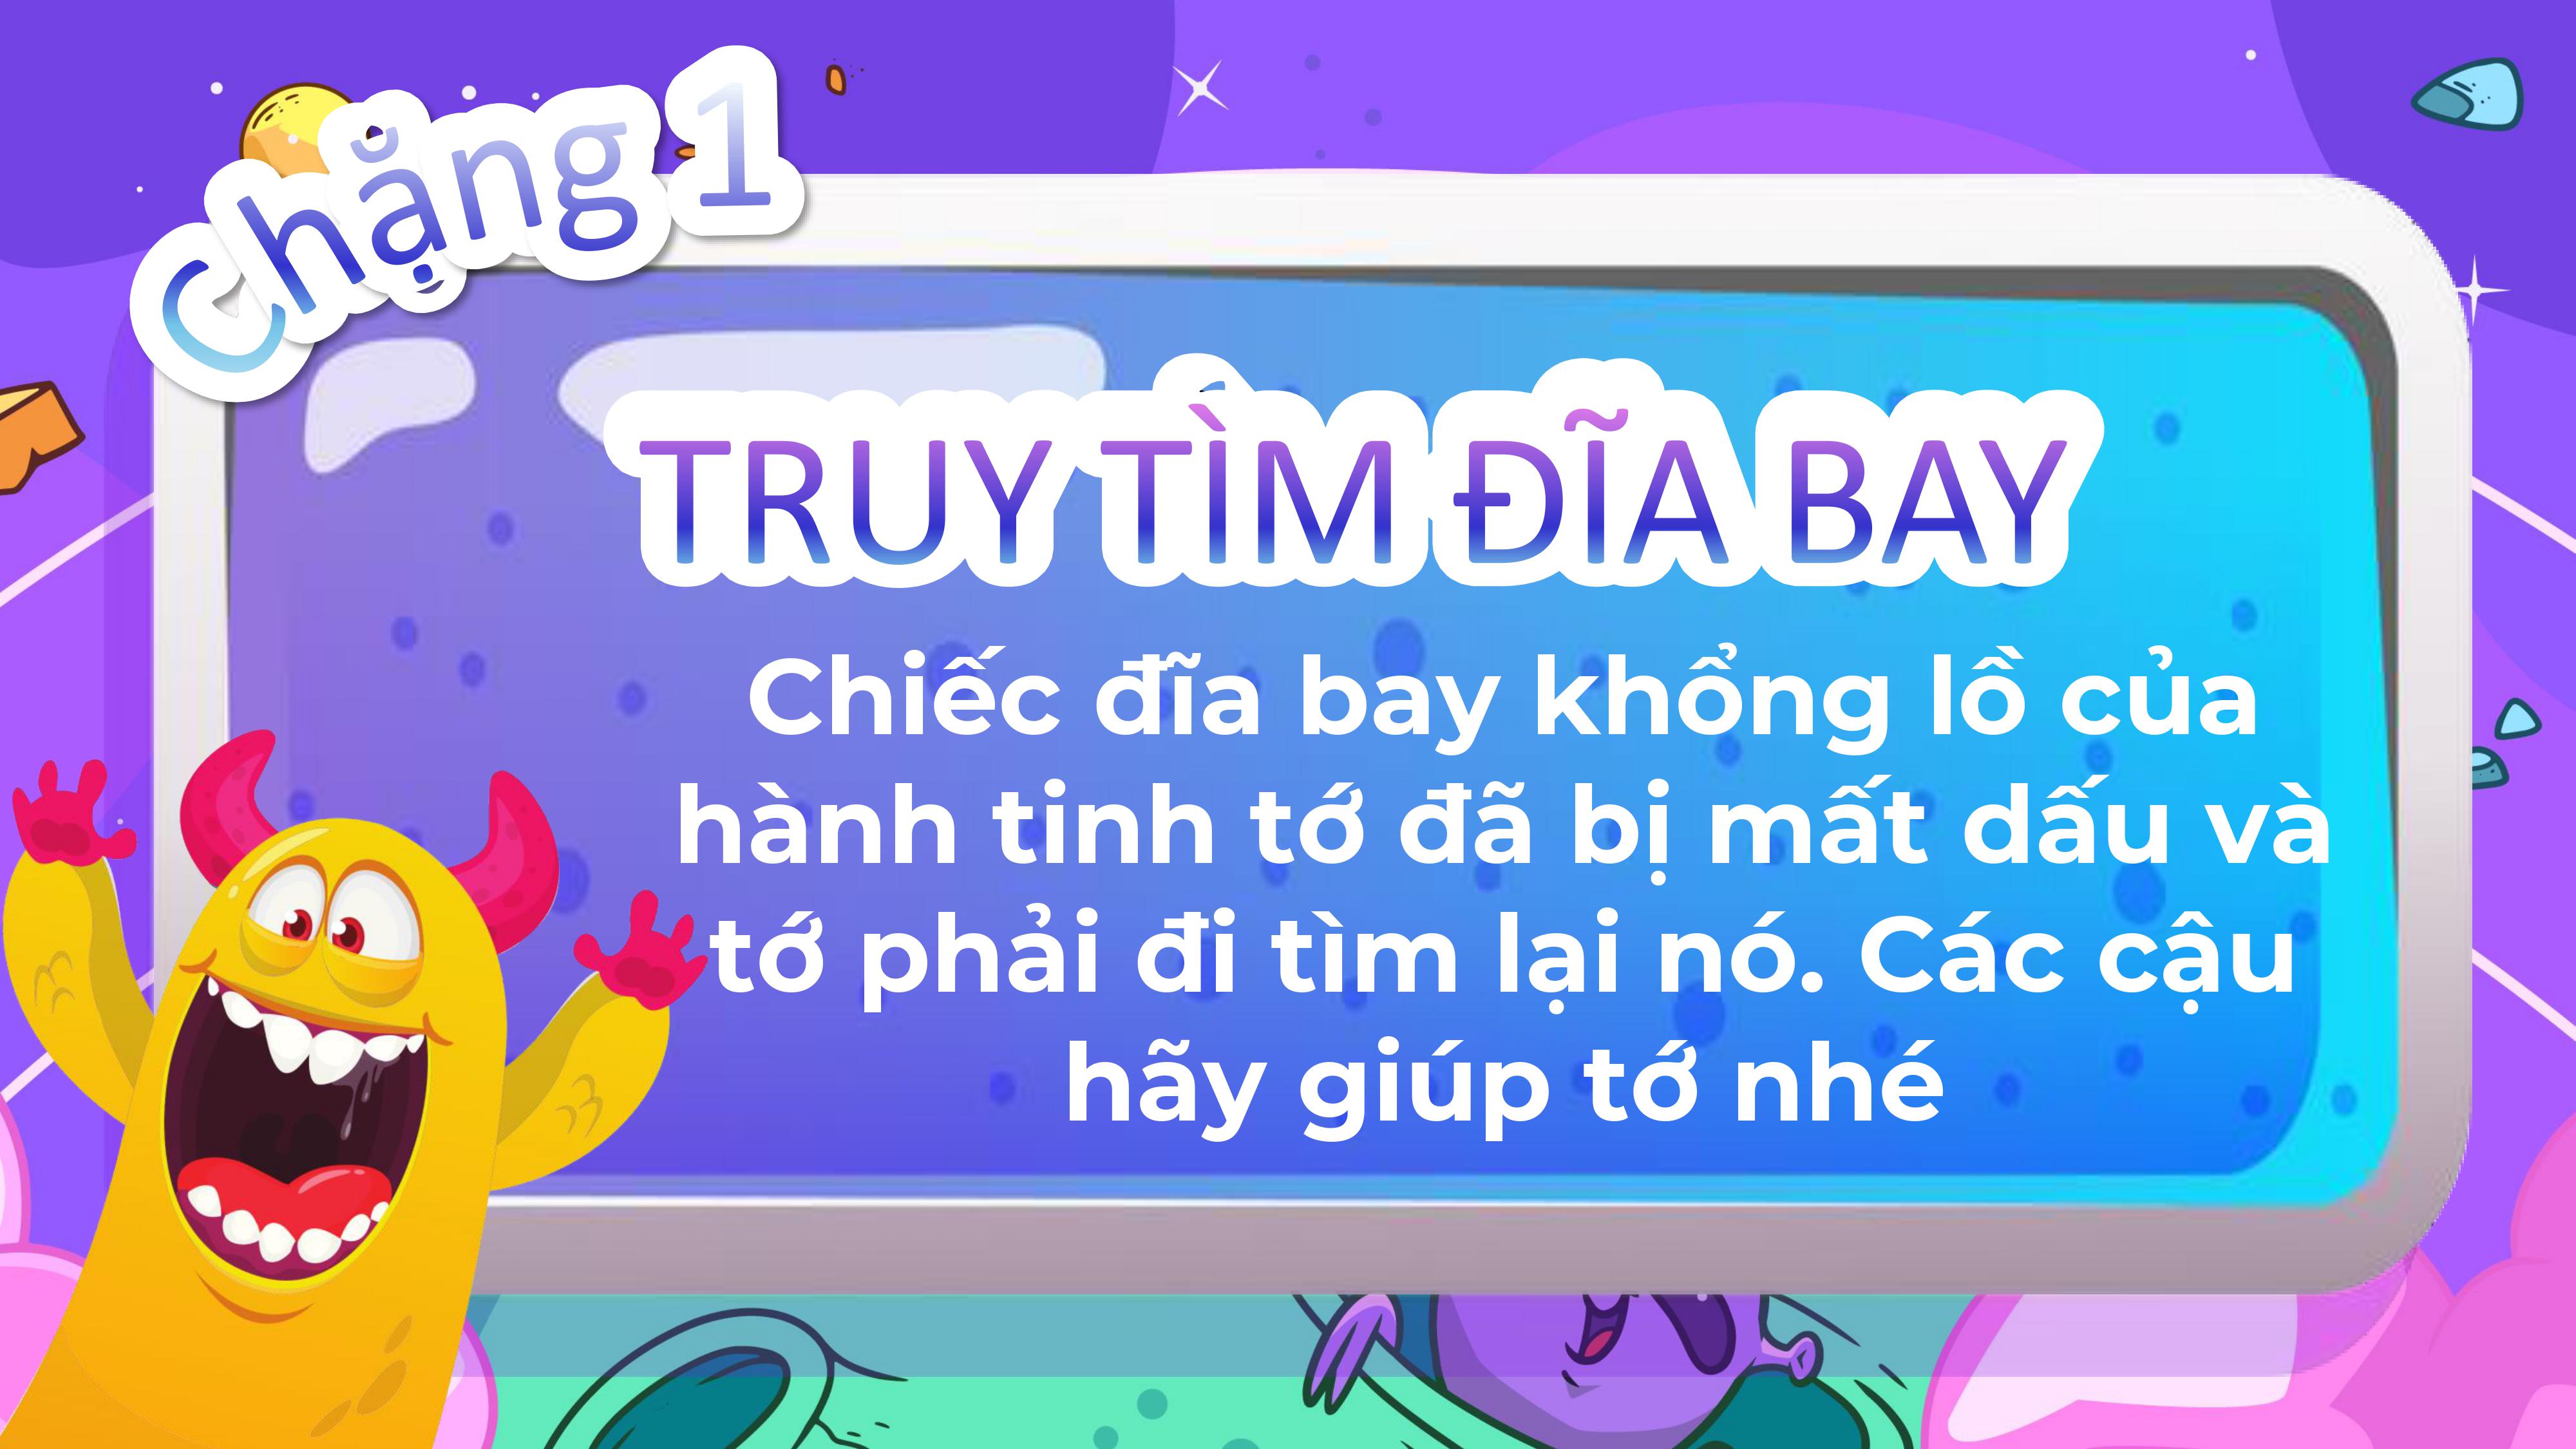 Chặng 1
TRUY TÌM ĐĨA BAY
Chiếc đĩa bay khổng lồ của
hành tinh tớ đã bị mất dấu và
tớ phải đi tìm lại nó. Các cậu
hãy giúp tớ nhé